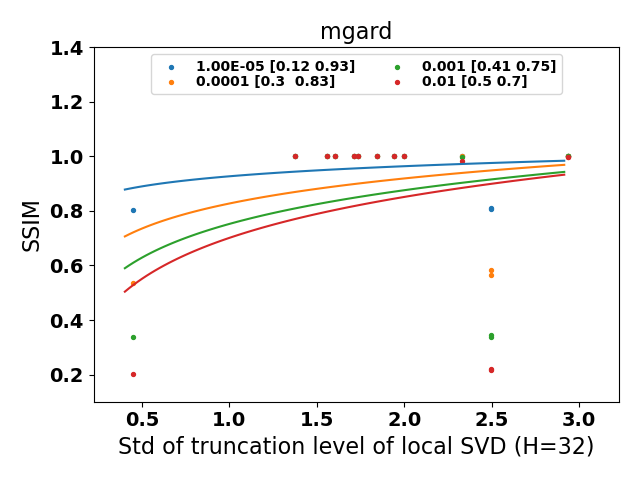 mgard
1.00E-05 [0.12 0.93]
0.0001 [0.3  0.83]
0.001 [0.41 0.75]
0.01 [0.5 0.7]
1.4
1.2
1.0
0.8
0.6
0.4
0.2
SSIM
0.5 1.0 1.5 2.0 2.5 3.0
Std of truncation level of local SVD (H=32)